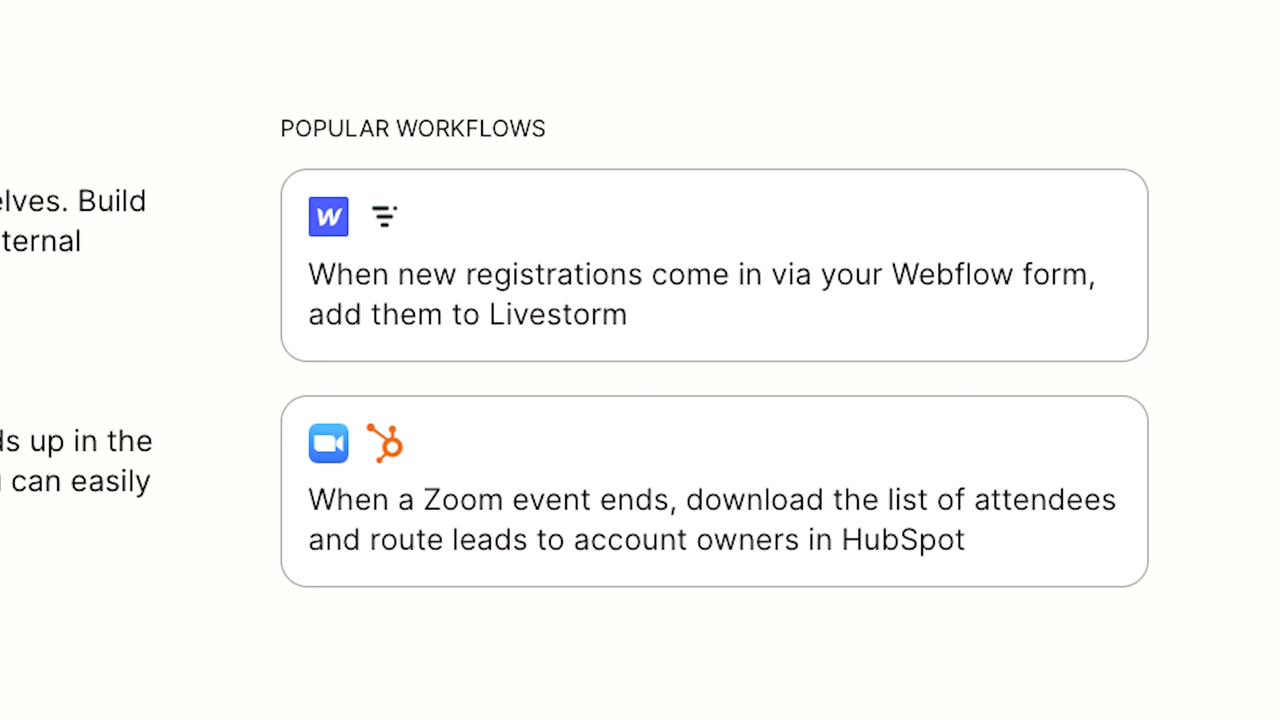 POPULAR WORKFLOWS
elves. Build
ternal
W
When new registrations come in via your Webflow form,
add them to Livestorm
ds up in the
can easily
When a Zoom event ends, download the list of attendees
and route leads to account owners in HubSpot